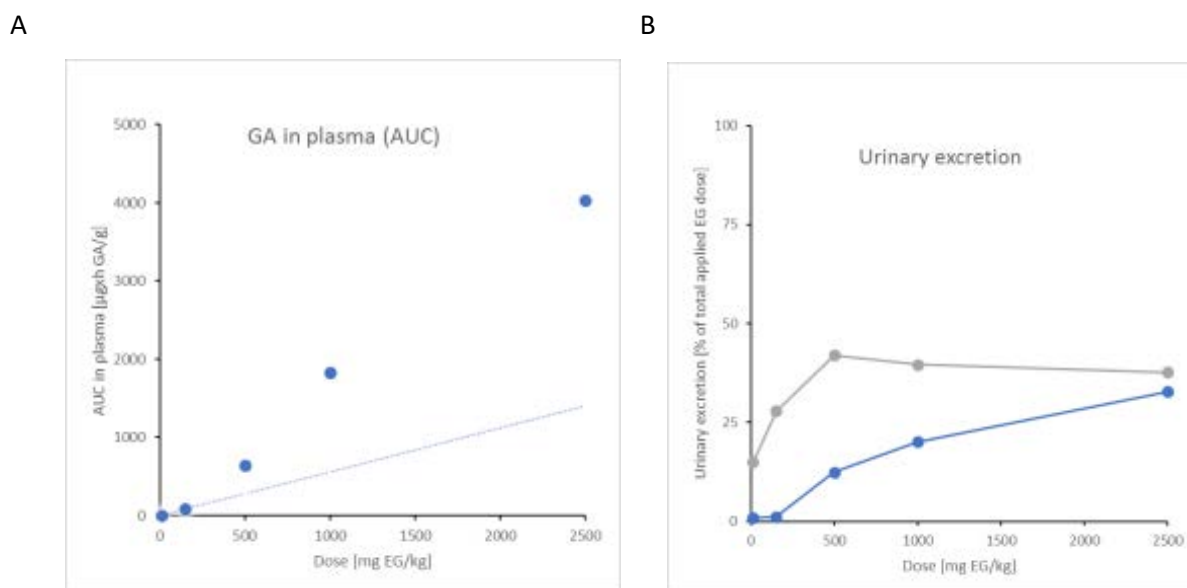 A
B
GA in plasma (AUC)
AUC in plasma [µgxh GA/g]
5000
4000
3000
2000
1000
0
0 500 1000 1500 2000 2500
Dose [mg EG/kg]
Urinary excretion
Urinary excretion [% of total applied EG dose]
100
75
50
25
0
0 500 1000 1500 2000 2500
Dose [mg EG/kg]